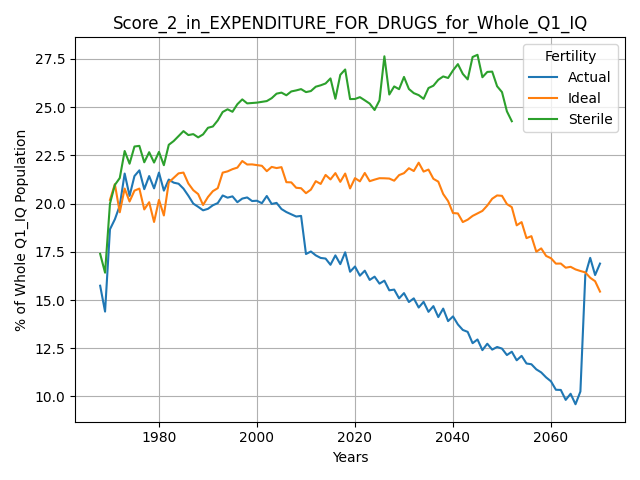 Score_2_in_EXPENDITURE_FOR_DRUGS_for_Whole_Q1_IQ
Fertility
Actual
Ideal
Sterile
% of Whole Q1_IQ Population
27.5
25.0
22.5
20.0
17.5
15.0
12.5
10.0
1980
2000
2020
2040
2060
Years